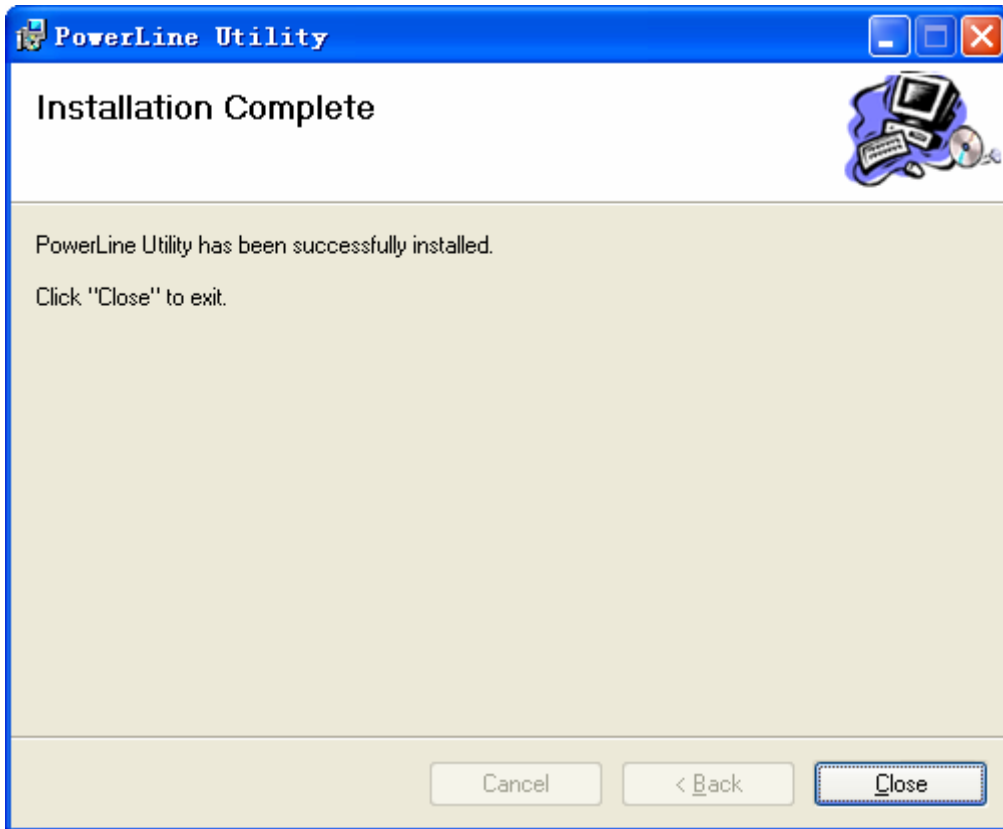 PowerLine Utility
Installation Complete
PowerLine Utility has been successfully installed.
Click "Close" to exit.
Cancel
< Back
Close